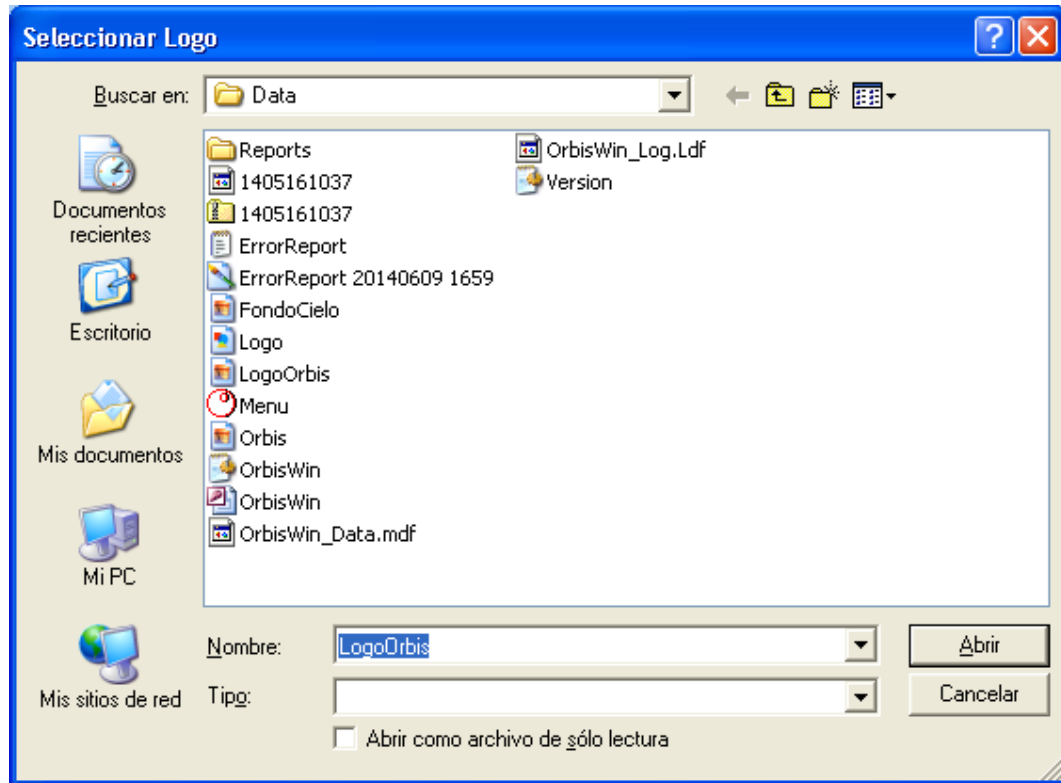 Seleccionar Logo
Buscar en: Data
Documentos recientes
Escritorio
Mis documentos
Mi PC
Mis sitios de red
Reports
1405161037
1405161037
ErrorReport
ErrorReport 20140609 1659
FondoCielo
Logo
LogoOrbis
Menu
Orbis
OrbisWin
OrbisWin
OrbisWin_Data.mdf
OrbisWin_Log.Ldf
Version
Nombre: LogoOrbis
Abrir
Tipo:
Cancelar
Abrir como archivo de sólo lectura